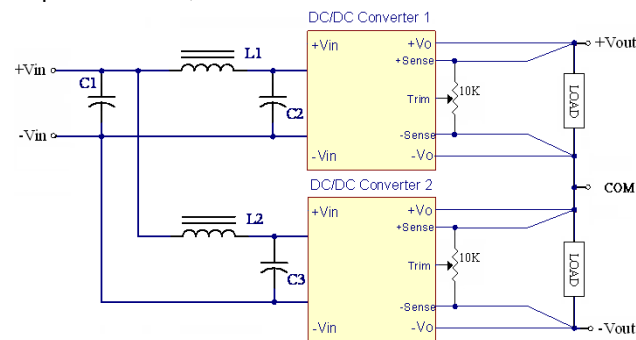 DC/DC Converter 1
+Vin
+Vo
+Vout
L1
+Sense
+Vin
C1
10K
Trim
LOAD
C2
-Vin
-Sense
-Vin
-Vo
COM
DC/DC Converter 2
+Vin
+Vo
L2
+Sense
10K
Trim
LOAD
C3
-Sense
-Vin
-Vo
-Vout